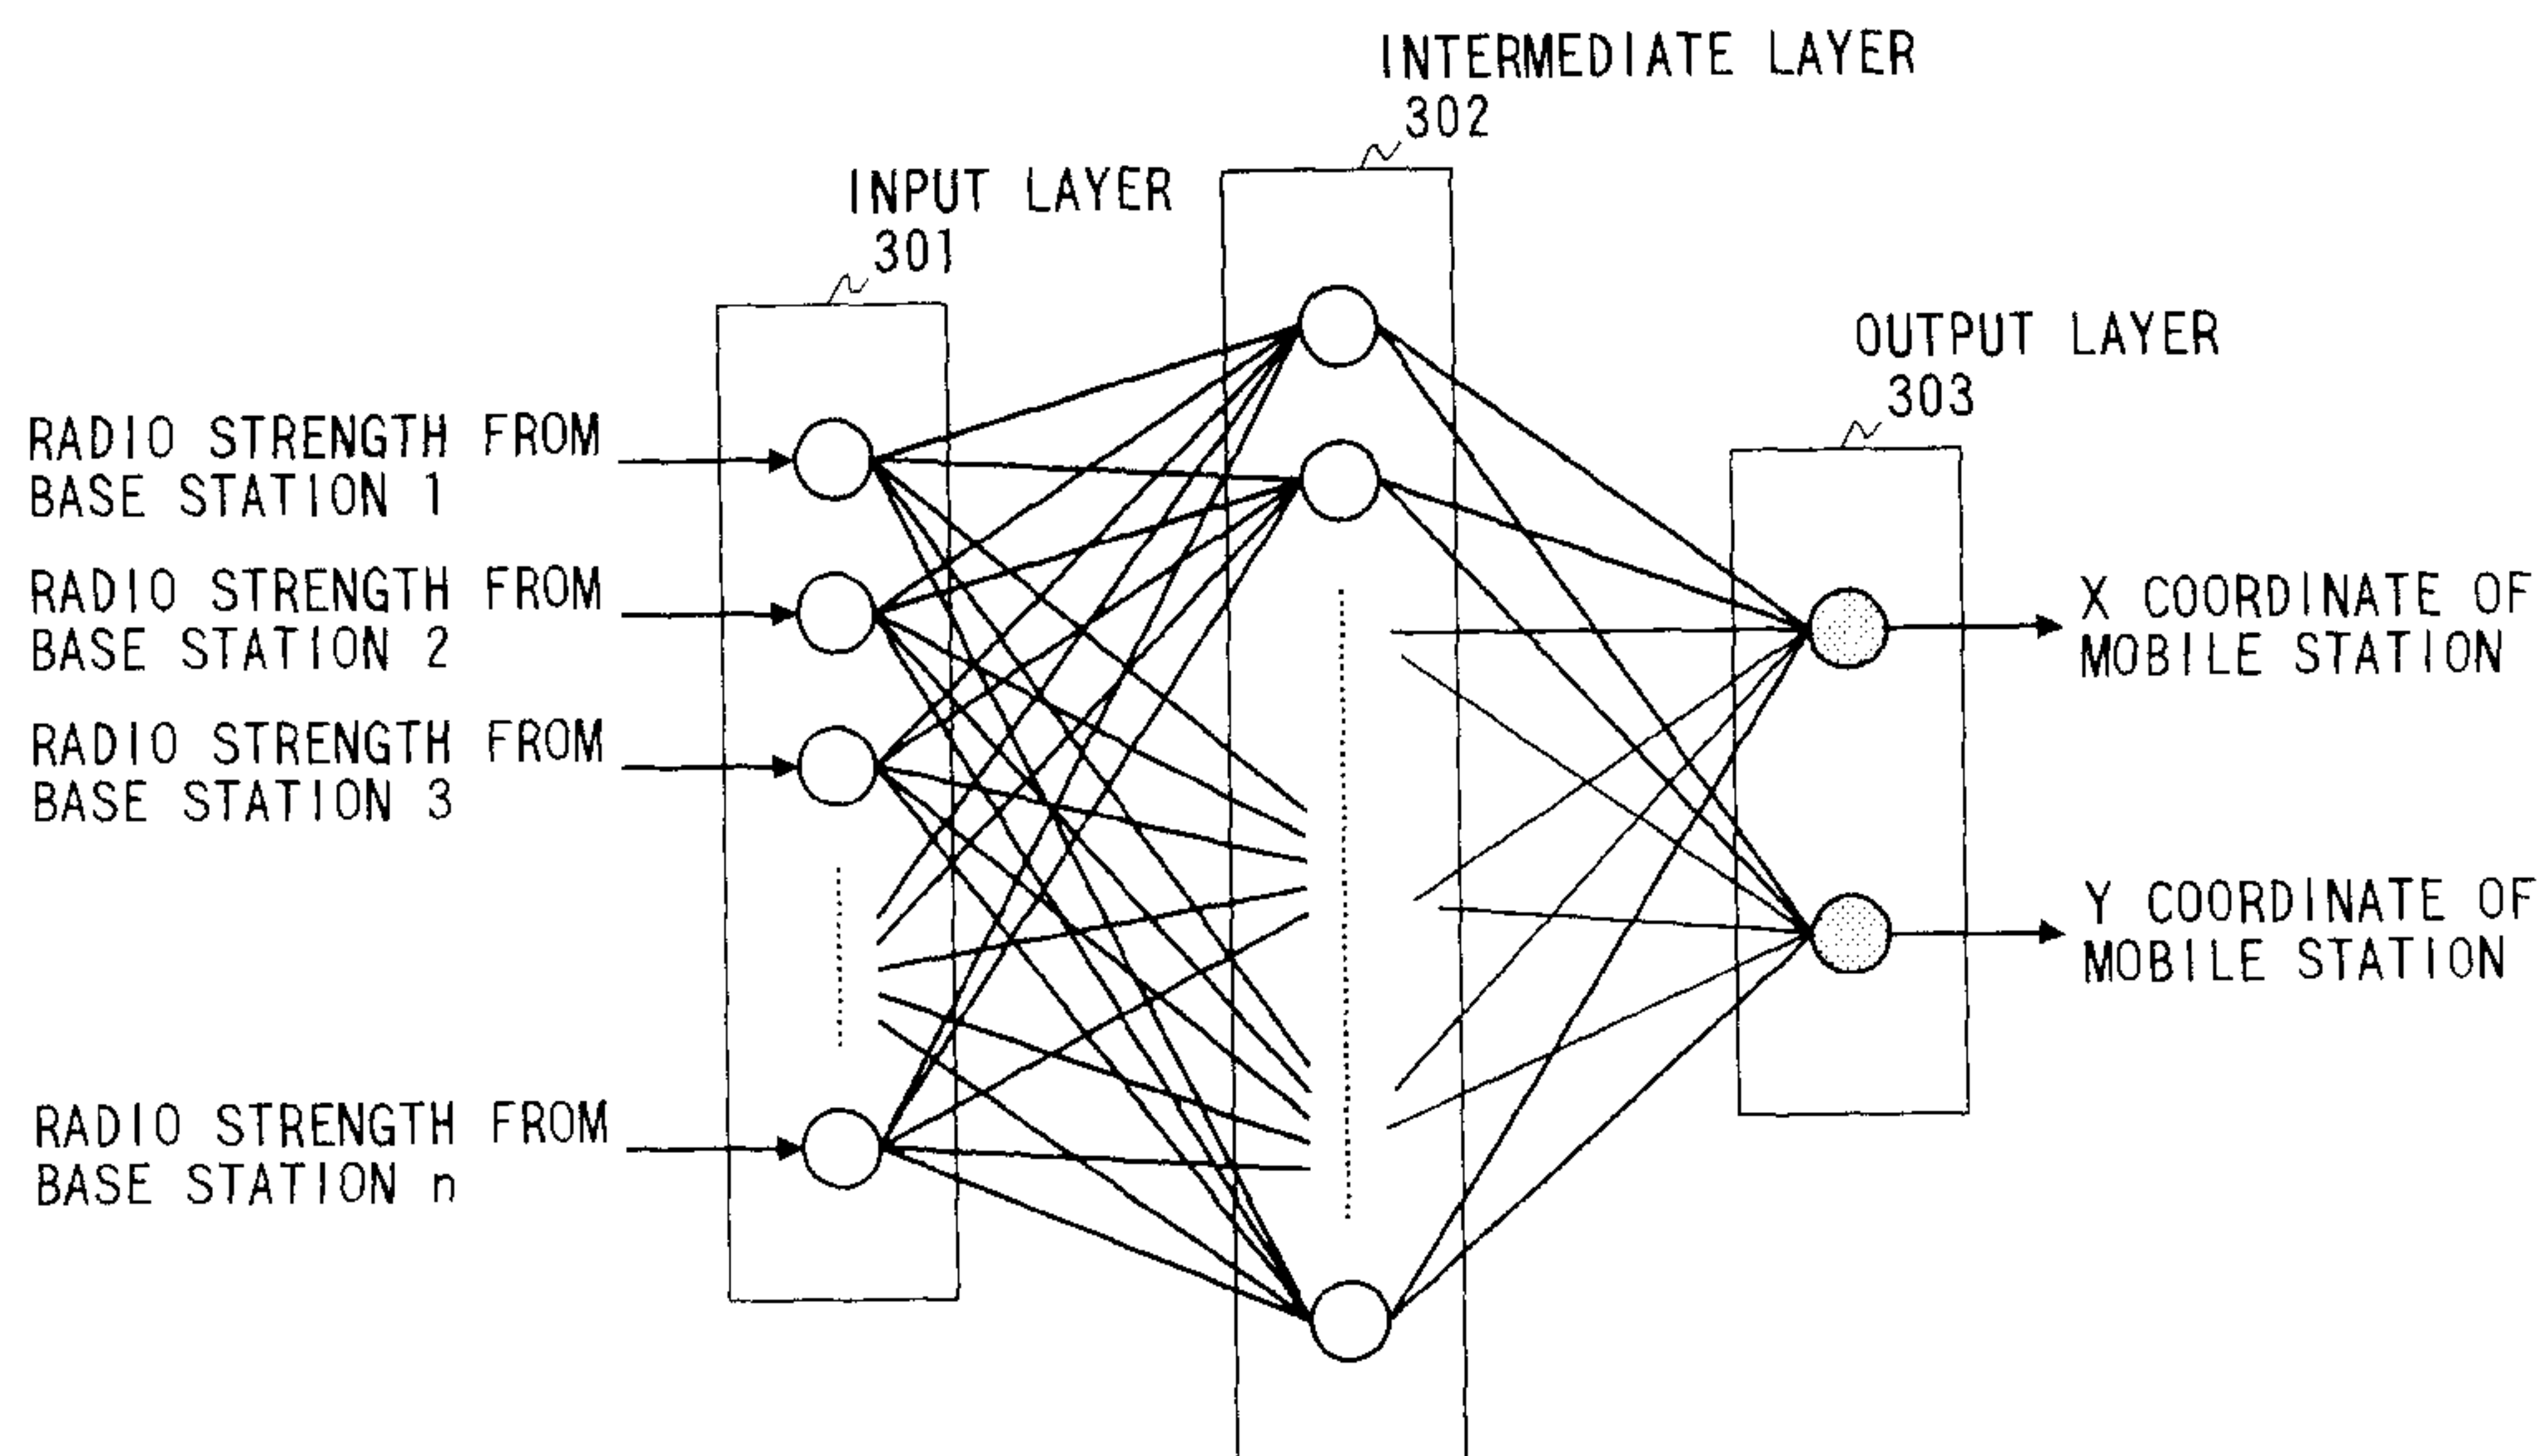 INTERMEDIATE LAYER
302
INPUT LAYER
301
OUTPUT LAYER
303
RADIO STRENGTH FROM
BASE STATION 1
RADIO STRENGTH FROM
BASE STATION 2
RADIO STRENGTH FROM
BASE STATION 3
RADIO STRENGTH FROM
BASE STATION n
X COORDINATE OF
MOBILE STATION
Y COORDINATE OF
MOBILE STATION